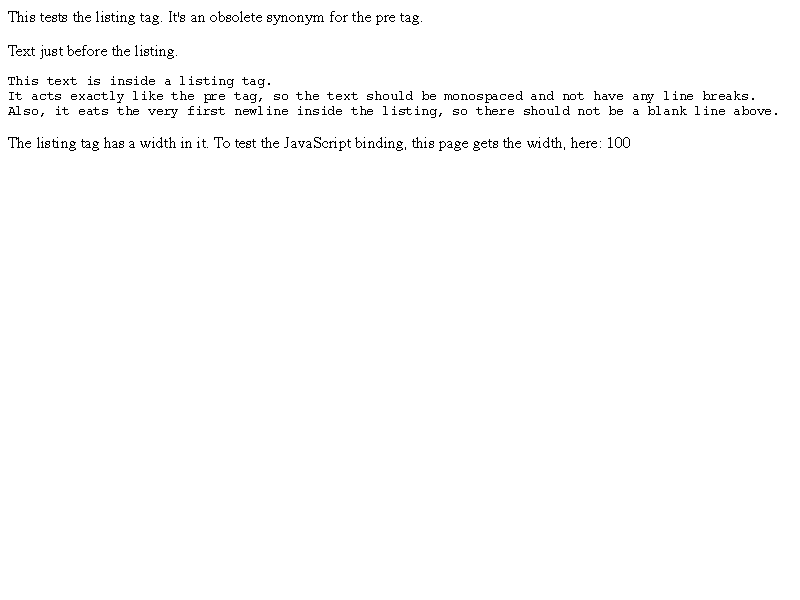 This tests the listing tag. It's an obsolete synonym for the pre tag.
Text just before the listing.
This text is inside a listing tag.
It acts exactly like the pre tag, so the text should be monospaced and not have any line breaks.
Also, it eats the very first newline inside the listing, so there should not be a blank line above.
The listing tag has a width in it. To test the JavaScript binding, this page gets the width, here: 100